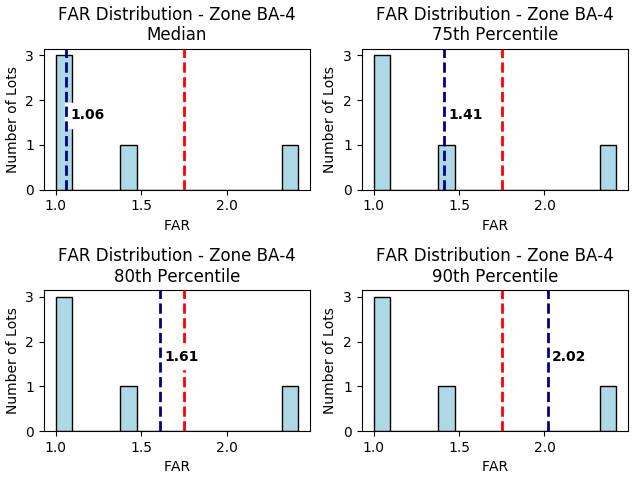 FAR Distribution - Zone BA-4
Median
Number of Lots
3
2
1
0
1.06
1.0 1.5 2.0
FAR
FAR Distribution - Zone BA-4
75th Percentile
Number of Lots
3
2
1
0
1.41
1.0 1.5 2.0
FAR
FAR Distribution - Zone BA-4
80th Percentile
Number of Lots
3
2
1
0
1.61
1.0 1.5 2.0
FAR
FAR Distribution - Zone BA-4
90th Percentile
Number of Lots
3
2
1
0
2.02
1.0 1.5 2.0
FAR